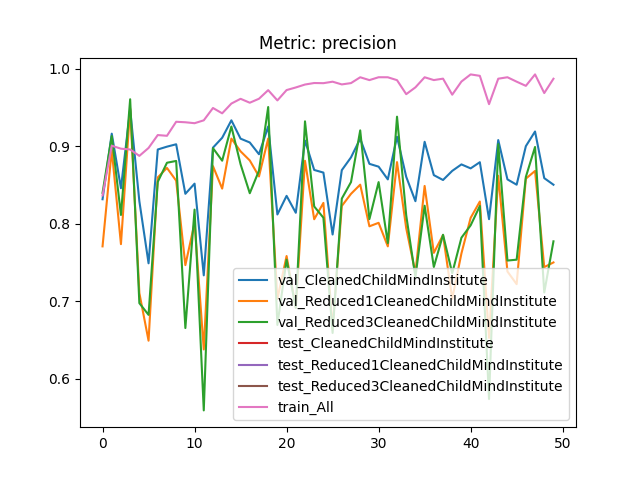 Metric: precision
1.0
0.9
0.8
0.7
0.6
val_CleanedChildMindInstitute
val_Reduced1CleanedChildMindInstitute
val_Reduced3CleanedChildMindInstitute
test_CleanedChildMindInstitute
test_Reduced1CleanedChildMindInstitute
test_Reduced3CleanedChildMindInstitute
train_All
0 10 20 30 40 50